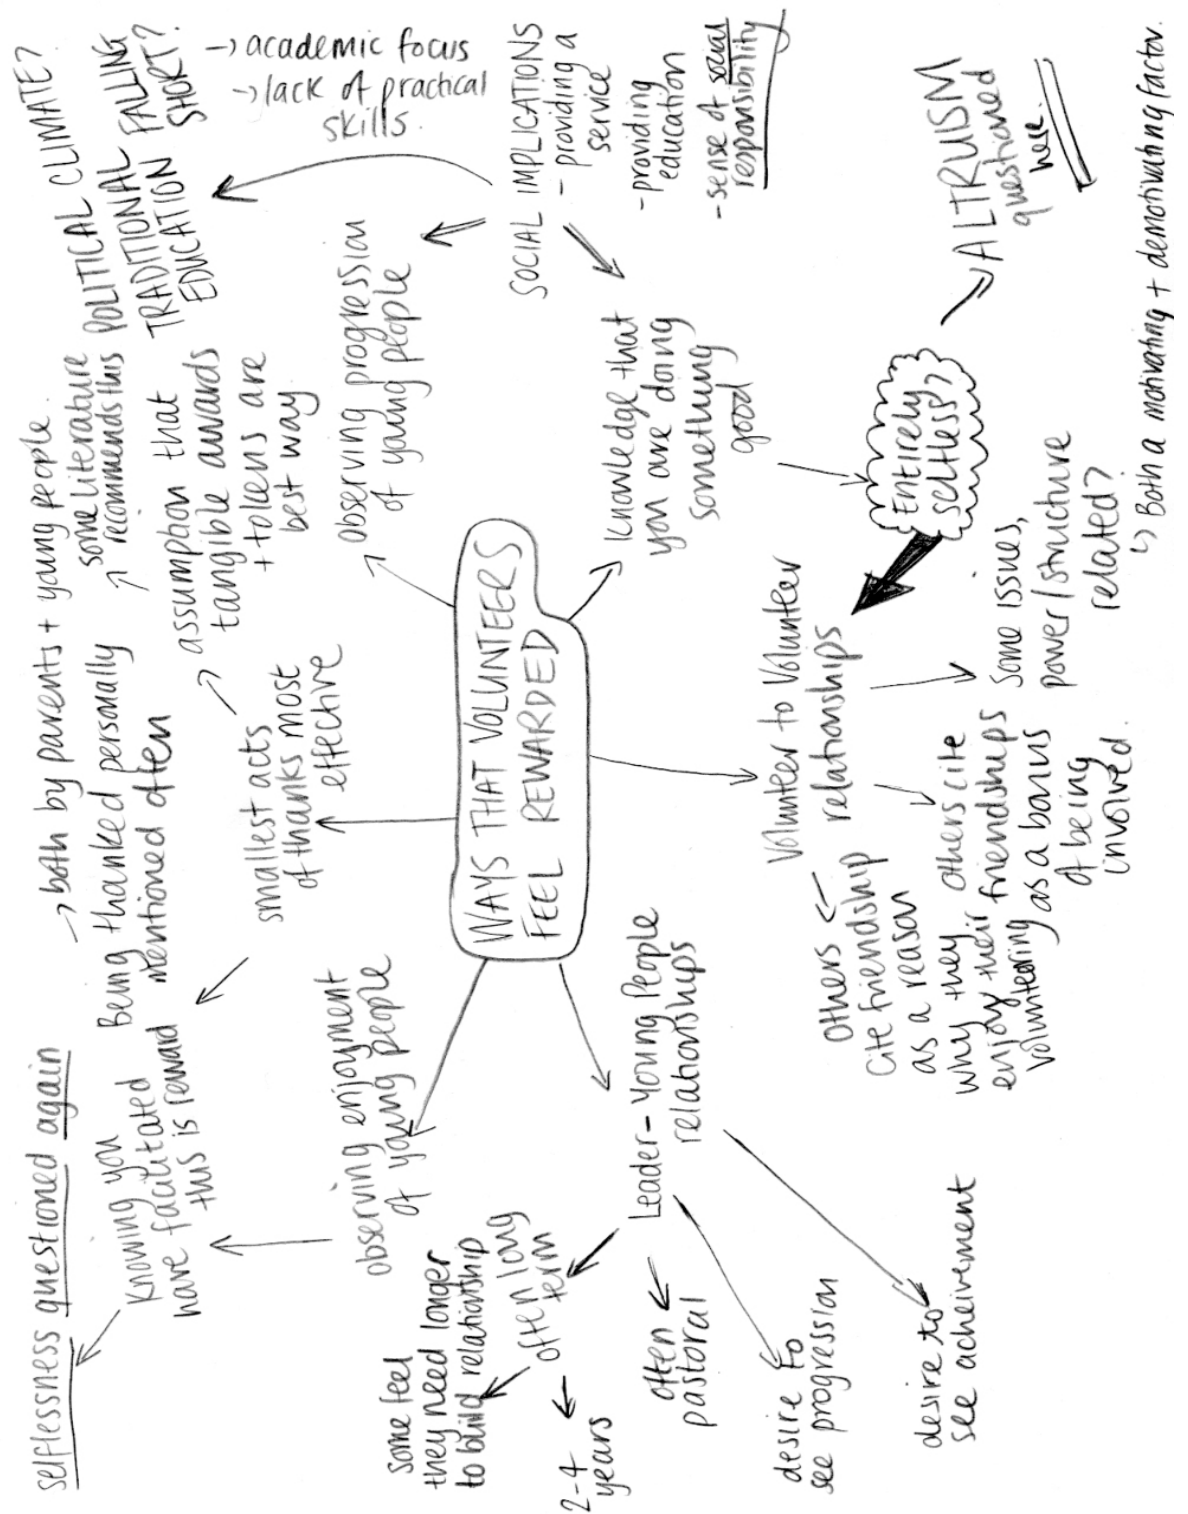 WAYS THAT VOLUNTEERS
FEEL REWARDED
smallest acts
of thanks most
effective
assumption that
tangible awards
+ tokens are
best way
some literature
recommends this
Being thanked personally
mentioned often
→ both by parents + young people.
observing progression
of young people
SOCIAL IMPLICATIONS
- providing a
service
- providing
education
- sense of social
responsibility
POLITICAL CLIMATE?
TRADITIONAL FALLING
EDUCATION SHORT?
→ academic focus
→ lack of practical
skills.
Knowledge that
you are doing
something
good
ENTIRELY
SELFLESS?
ALTRUISM
questioned
here.
Volunteer to Volunteer
relationships
some issues,
power/structure
related?
↳ Both a motivating + demotivating factor.
others cite
friendships
as a bonus
of being
involved.
Others
cite friendship
as a reason
why they
enjoy their
volunteering
Leader-Young People
relationships
often long
term
some feel
they need longer
to build relationship
2-4
years
often
pastoral
desire to
see progression
desire to
see acheivement
observing enjoyment
of young people
Knowing you
have facilitated
this is reward
selflessness questioned again